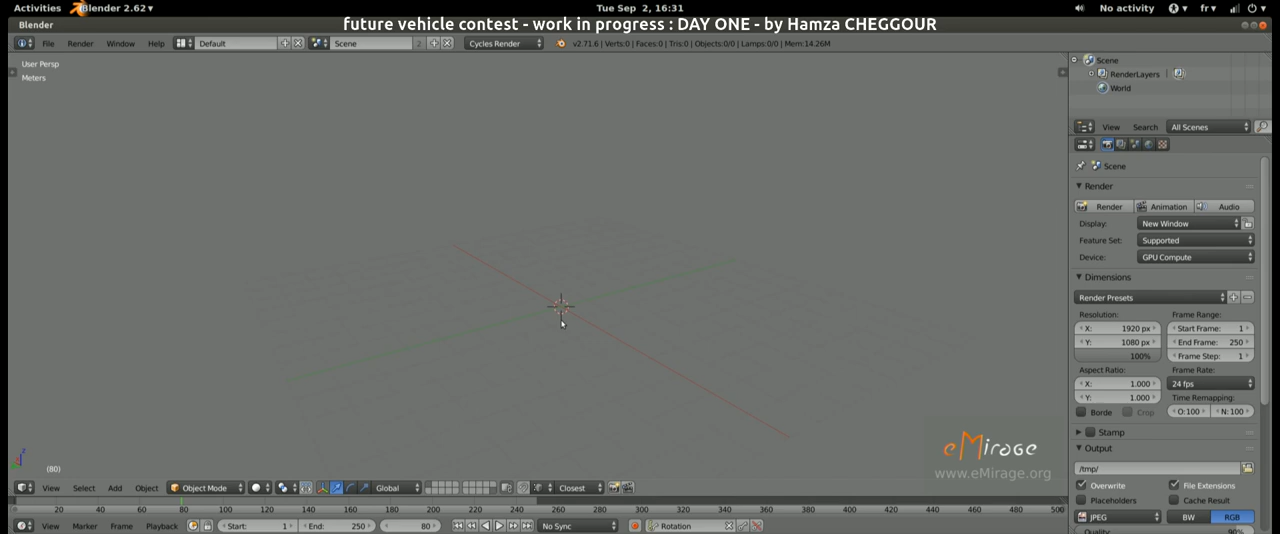 Activities Blender 2.62 Tue Sep 2, 16:31 No activity fr
Blender future vehicle contest - work in progress : DAY ONE - by Hamza CHEGGOUR
File Render Window Help Default Scene 2 Cycles Render v2.71.6 | Verts:0 | Faces:0 | Tris:0 | Objects:0/0 | Lamps:0/0 | Mem:14.26M
User Persp
Meters
Scene
RenderLayers
World
View Search All Scenes
Scene
Render
Render Animation Audio
Display: New Window
Feature Set: Supported
Device: GPU Compute
Dimensions
Render Presets
Resolution: Frame Range:
X: 1920 px Start Frame: 1
Y: 1080 px End Frame: 250
100% Frame Step: 1
Aspect Ratio: Frame Rate:
X: 1.000 24 fps
Y: 1.000 Time Remapping:
Borde Crop O:100 N:100
Stamp
Output
/tmp/
Overwrite File Extensions
Placeholders Cache Result
JPEG BW RGB
Quality: 90%
eMirage
www.eMirage.org
(80)
View Select Add Object Object Mode Global Closest
20 40 60 80 100 120 140 160 180 200 220 240 260 280 300 320 340 360 380 400 420 440 460 480 500
View Marker Frame Playback Start: 1 End: 250 80 No Sync Rotation